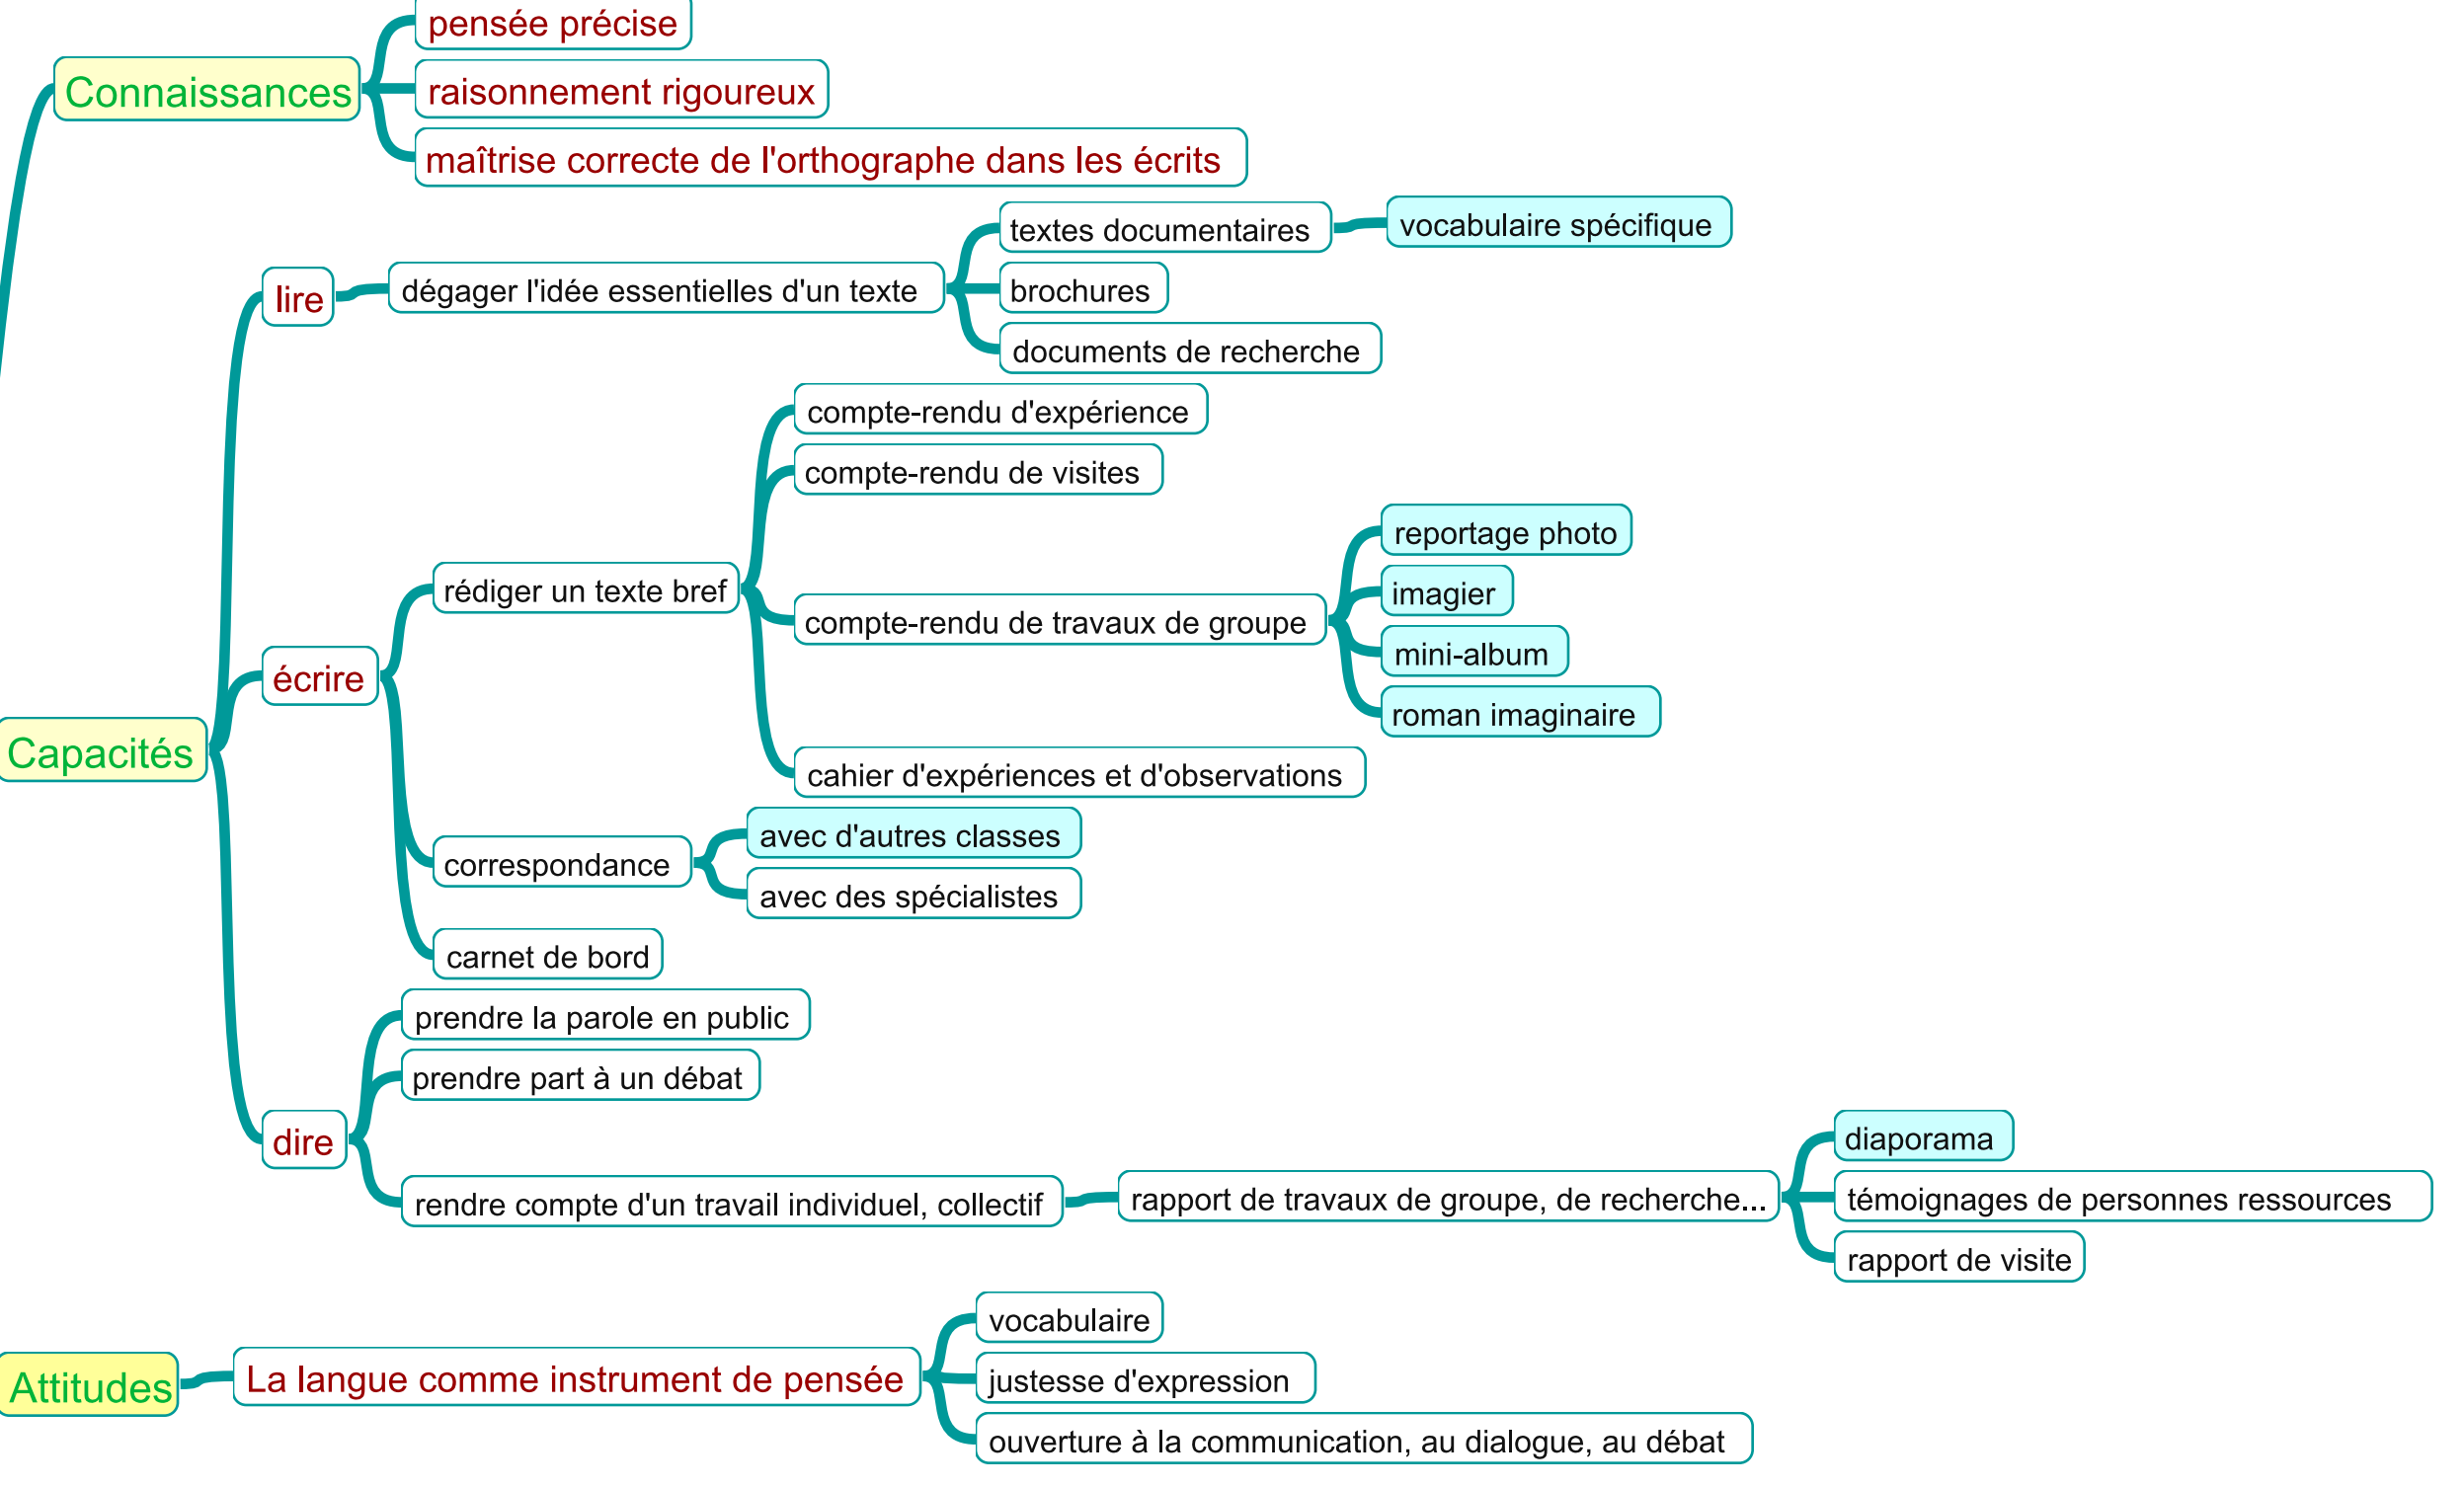 pensée précise
Connaissances
raisonnement rigoureux
maîtrise correcte de l'orthographe dans les écrits
textes documentaires
vocabulaire spécifique
lire
dégager l'idée essentielles d'un texte
brochures
documents de recherche
compte-rendu d'expérience
compte-rendu de visites
reportage photo
rédiger un texte bref
imagier
compte-rendu de travaux de groupe
mini-album
écrire
roman imaginaire
Capacités
cahier d'expériences et d'observations
avec d'autres classes
correspondance
avec des spécialistes
carnet de bord
prendre la parole en public
prendre part à un débat
dire
diaporama
rendre compte d'un travail individuel, collectif
rapport de travaux de groupe, de recherche...
témoignages de personnes ressources
rapport de visite
vocabulaire
Attitudes
La langue comme instrument de pensée
justesse d'expression
ouverture à la communication, au dialogue, au débat